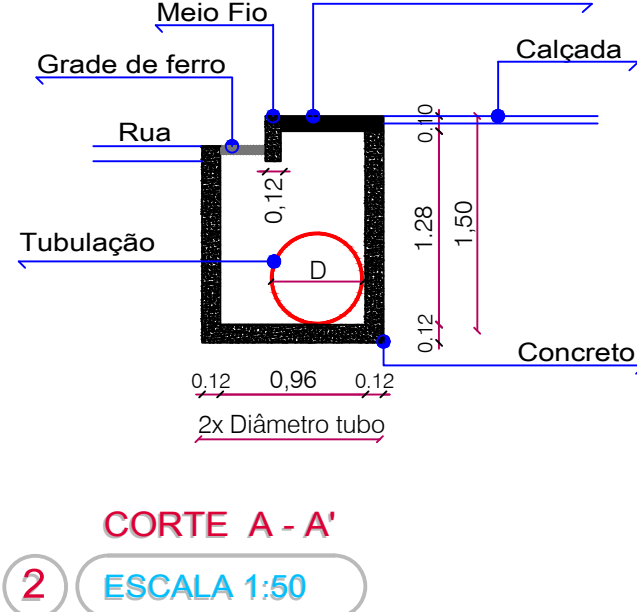 Meio Fio
Calçada
Grade de ferro
Rua
0.10
0,12
1.28
1,50
Tubulação
D
0.12
Concreto
0.12 0,96 0.12
2x Diâmetro tubo
CORTE A - A'
2 ESCALA 1:50